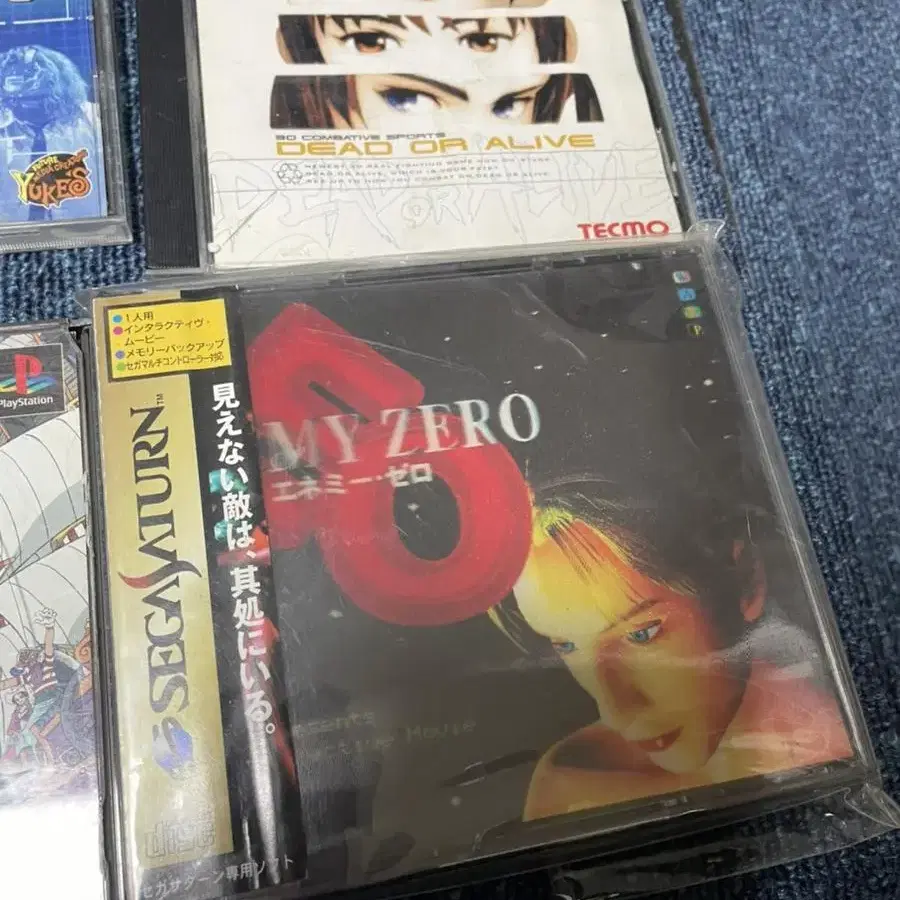 YUKE'S
3D COMBATIVE SPORTS
DEAD OR ALIVE
TECMO
PlayStation
1人用
インタラクティヴ・
ムービー
メモリーバックアップ
セガマルチコントローラー対応
SEGA SATURN™
見えない敵は、其処にいる。
MY ZERO
エネミー・ゼロ
disc
セガサターン専用ソフト